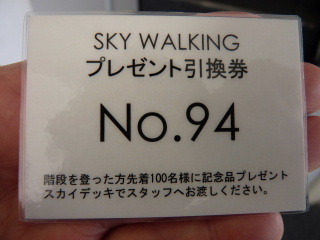 SKY WALKING
プレゼント引換券
No.94
階段を登った方先着100名様に記念品プレゼント
スカイデッキでスタッフへお渡しください。